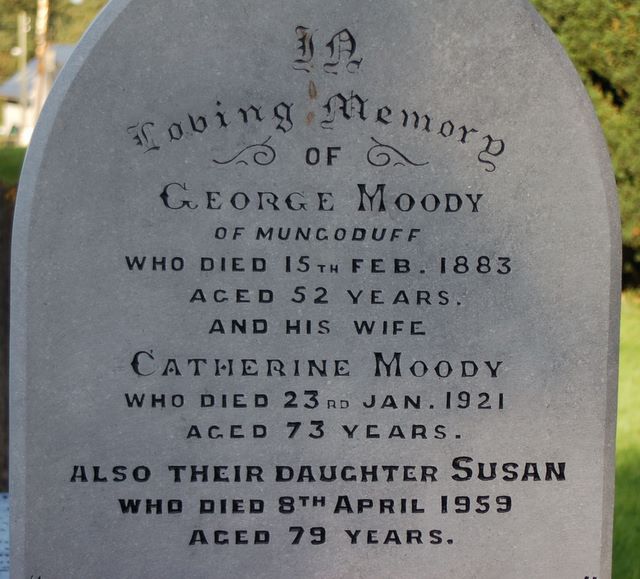 IN
Loving Memory
OF
GEORGE MOODY
OF MUNGODUFF
WHO DIED 15TH FEB. 1883
AGED 52 YEARS.
AND HIS WIFE
CATHERINE MOODY
WHO DIED 23RD JAN. 1921
AGED 73 YEARS.
ALSO THEIR DAUGHTER SUSAN
WHO DIED 8TH APRIL 1959
AGED 79 YEARS.